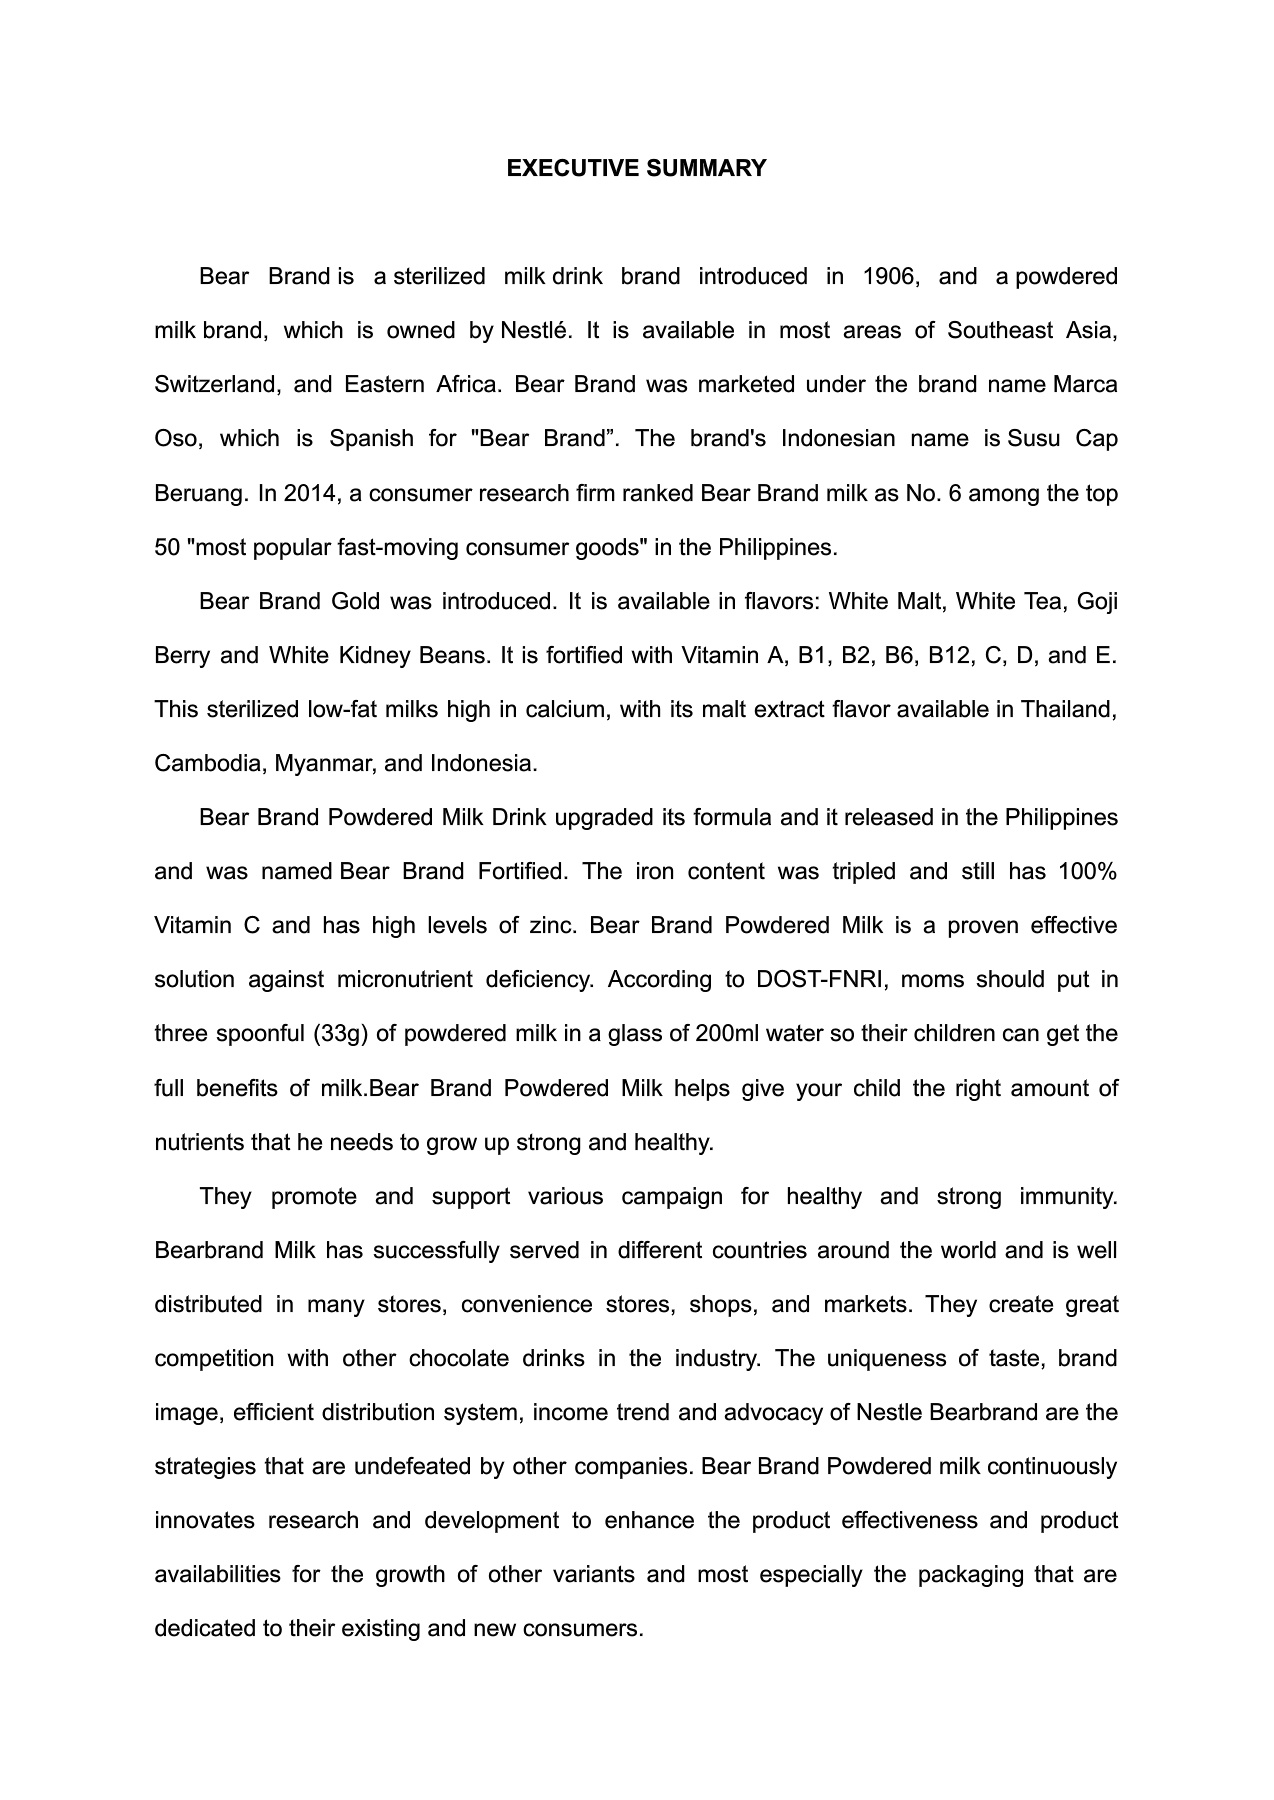 EXECUTIVE SUMMARY
Bear Brand is a sterilized milk drink brand introduced in 1906, and a powdered
milk brand, which is owned by Nestlé. It is available in most areas of Southeast Asia,
Switzerland, and Eastern Africa. Bear Brand was marketed under the brand name Marca
Oso, which is Spanish for "Bear Brand”. The brand's Indonesian name is Susu Cap
Beruang. In 2014, a consumer research firm ranked Bear Brand milk as No. 6 among the top
50 "most popular fast-moving consumer goods" in the Philippines.
Bear Brand Gold was introduced. It is available in flavors: White Malt, White Tea, Goji
Berry and White Kidney Beans. It is fortified with Vitamin A, B1, B2, B6, B12, C, D, and E.
This sterilized low-fat milks high in calcium, with its malt extract flavor available in Thailand,
Cambodia, Myanmar, and Indonesia.
Bear Brand Powdered Milk Drink upgraded its formula and it released in the Philippines
and was named Bear Brand Fortified. The iron content was tripled and still has 100%
Vitamin C and has high levels of zinc. Bear Brand Powdered Milk is a proven effective
solution against micronutrient deficiency. According to DOST-FNRI, moms should put in
three spoonful (33g) of powdered milk in a glass of 200ml water so their children can get the
full benefits of milk.Bear Brand Powdered Milk helps give your child the right amount of
nutrients that he needs to grow up strong and healthy.
They promote and support various campaign for healthy and strong immunity.
Bearbrand Milk has successfully served in different countries around the world and is well
distributed in many stores, convenience stores, shops, and markets. They create great
competition with other chocolate drinks in the industry. The uniqueness of taste, brand
image, efficient distribution system, income trend and advocacy of Nestle Bearbrand are the
strategies that are undefeated by other companies. Bear Brand Powdered milk continuously
innovates research and development to enhance the product effectiveness and product
availabilities for the growth of other variants and most especially the packaging that are
dedicated to their existing and new consumers.